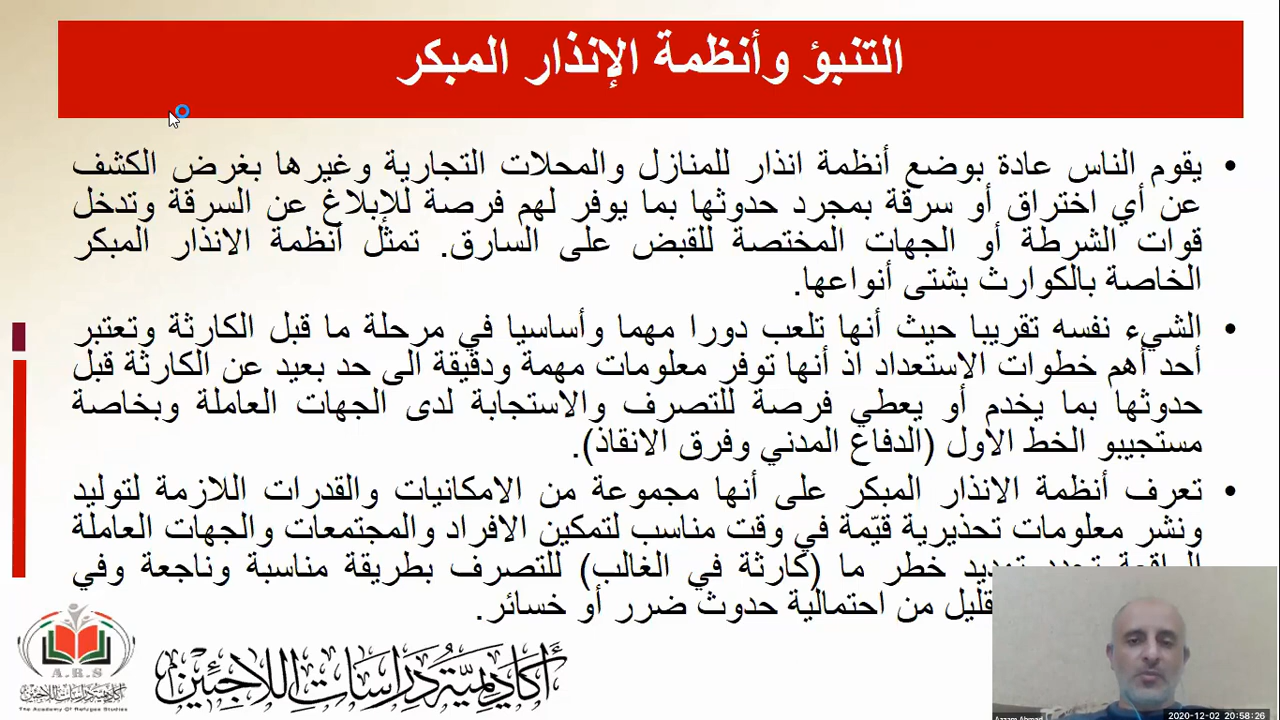 التنبؤ وأنظمة الإنذار المبكر
• يقوم الناس عادة بوضع أنظمة انذار للمنازل والمحلات التجارية وغيرها بغرض الكشف
عن أي اختراق أو سرقة بمجرد حدوثها بما يوفر لهم فرصة للإبلاغ عن السرقة وتدخل
قوات الشرطة أو الجهات المختصة للقبض على السارق. تمثل أنظمة الانذار المبكر
الخاصة بالكوارث بشتى أنواعها.
• الشيء نفسه تقريبا حيث أنها تلعب دورا مهما وأساسيا في مرحلة ما قبل الكارثة وتعتبر
أحد أهم خطوات الاستعداد اذ أنها توفر معلومات مهمة ودقيقة الى حد بعيد عن الكارثة قبل
حدوثها بما يخدم أو يعطي فرصة للتصرف والاستجابة لدى الجهات العاملة وبخاصة
مستجيبو الخط الاول (الدفاع المدني وفرق الانقاذ).
• تعرف أنظمة الانذار المبكر على أنها مجموعة من الامكانيات والقدرات اللازمة لتوليد
ونشر معلومات تحذيرية قيّمة في وقت مناسب لتمكين الافراد والمجتمعات والجهات العاملة
تهديد خطر ما (كارثة في الغالب) للتصرف بطريقة مناسبة وناجعة وفي
من احتمالية حدوث ضرر أو خسائر.
A.R.S
أكاديمية دراسات اللاجئين
The Academy Of Refugee Studies
أكاديمية دراسات اللاجئين
Azzam Ahmad
2020-12-02 20:58:26